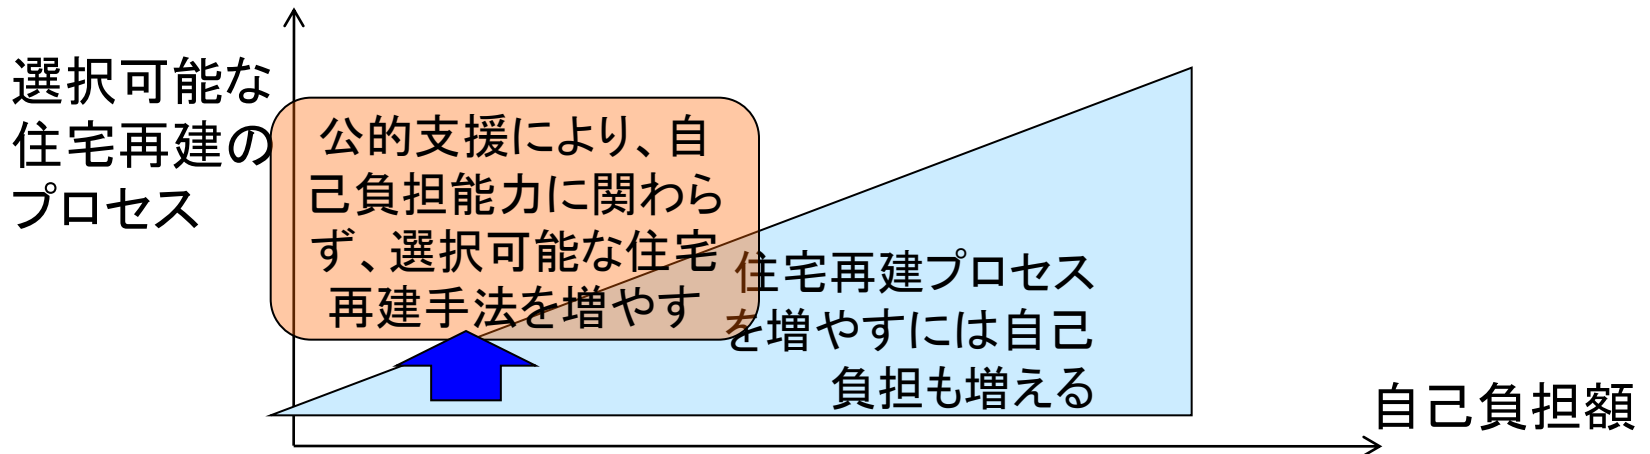 選択可能な
住宅再建の
プロセス
公的支援により、自
己負担能力に関わら
ず、選択可能な住宅
再建手法を増やす
住宅再建プロセス
を増やすには自己
負担も増える
自己負担額